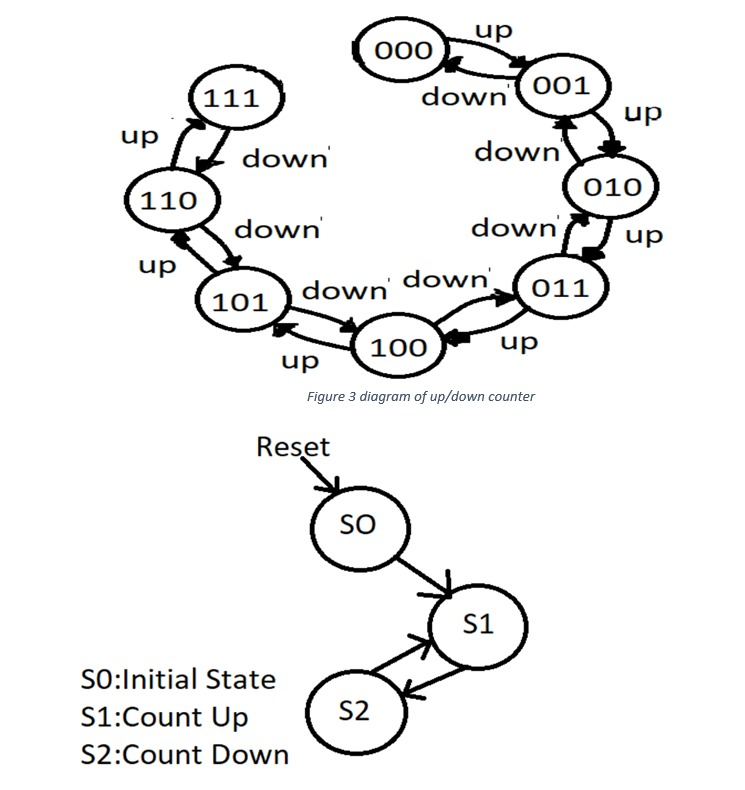 000
up
down'
001
up
down'
010
down'
up
011
down'
up
100
down'
up
101
down'
up
110
up
down'
111
Figure 3 diagram of up/down counter
Reset
S0
S1
S2
S0:Initial State
S1:Count Up
S2:Count Down